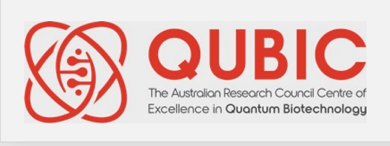 QUBIC
The Australian Research Council Centre of
Excellence in Quantum Biotechnology